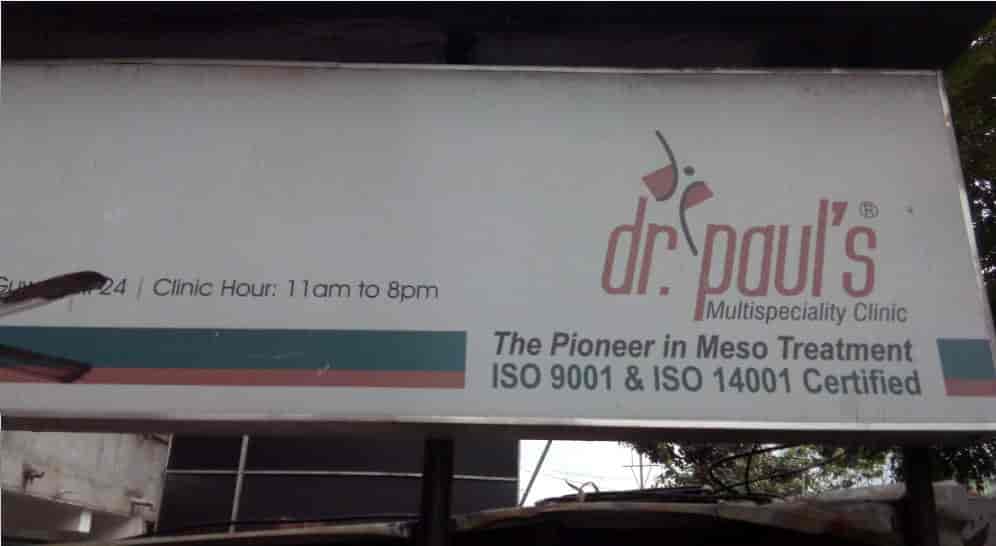 dr. paul's®
Multispeciality Clinic
24 | Clinic Hour: 11am to 8pm
The Pioneer in Meso Treatment
ISO 9001 & ISO 14001 Certified